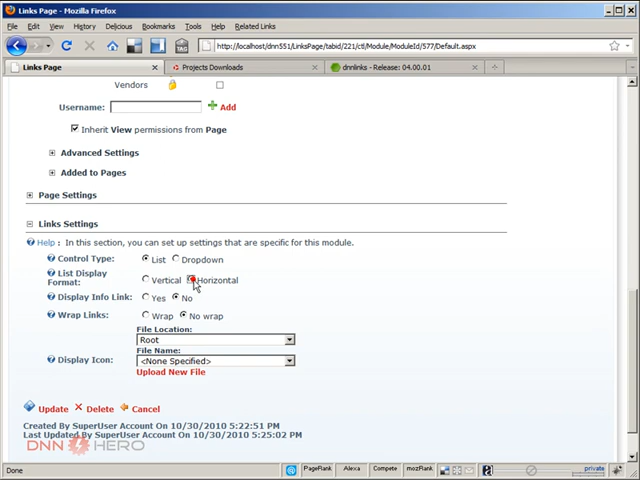 Links Page - Mozilla Firefox
File Edit View History Delicious Bookmarks Tools Help Related Links
TAG http://localhost/dnn551/LinksPage/tabid/221/ctl/Module/ModuleId/577/Default.aspx
Links Page Projects Downloads dnnlinks - Release: 04.00.01
Vendors
Username: Add
Inherit View permissions from Page
Advanced Settings
Added to Pages
Page Settings
Links Settings
Help: In this section, you can set up settings that are specific for this module.
Control Type: List Dropdown
List Display Format: Vertical Horizontal
Display Info Link: Yes No
Wrap Links: Wrap No wrap
File Location:
Root
File Name:
Display Icon: <None Specified>
Upload New File
Update Delete Cancel
Created By SuperUser Account On 10/30/2010 5:22:51 PM
Last Updated By SuperUser Account On 10/30/2010 5:25:02 PM
DNN HERO
Done PageRank Alexa Compete mozRank private